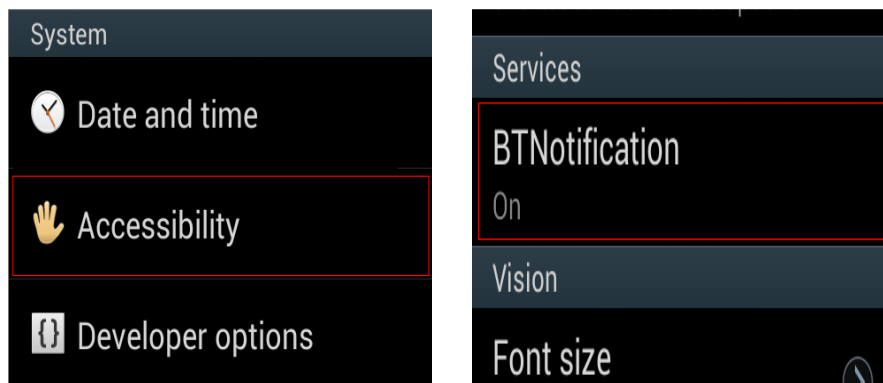 System
Date and time
Accessibility
Developer options
Services
BTNotification
On
Vision
Font size